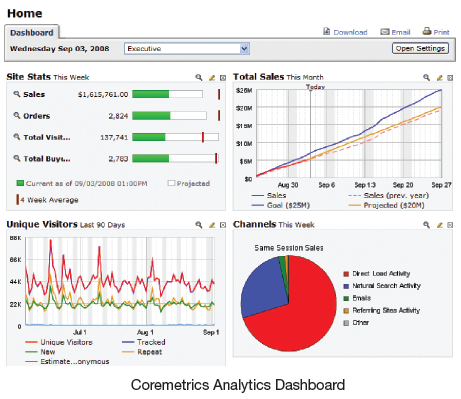 Home
Dashboard
Download Email Print
Wednesday Sep 03, 2008 Executive Open Settings
Site Stats This Week
Sales $1,615,761.00
Orders 2,824
Total Visit... 137,741
Total Buy... 2,783
Current as of 09/03/2008 01:00PM Projected
4 Week Average
Total Sales This Month
Today
$25M
$20M
$15M
$10M
$5M
$0M
Aug 30 Sep 6 Sep 13 Sep 20 Sep 27
Sales Sales (prev. year)
Goal ($25M) Projected ($20M)
Unique Visitors Last 90 Days
88K
66K
44K
22K
0K
Jul 1 Aug 1 Sep 1
Unique Visitors Tracked
New Repeat
Estimate...onymous
Channels This Week
Same Session Sales
Direct Load Activity
Natural Search Activity
Emails
Referring Sites Activity
Other
Coremetrics Analytics Dashboard